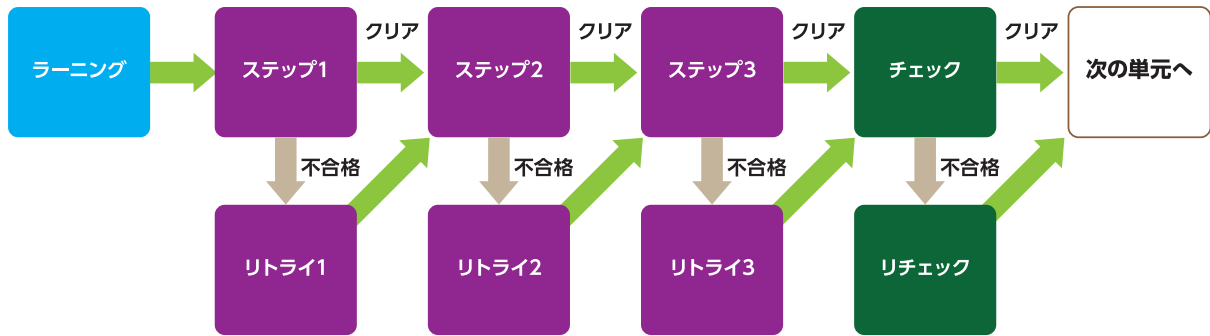 クリア
クリア
クリア
クリア
ラーニング
ステップ1
ステップ2
ステップ3
チェック
次の単元へ
不合格
不合格
不合格
不合格
リトライ1
リトライ2
リトライ3
リチェック